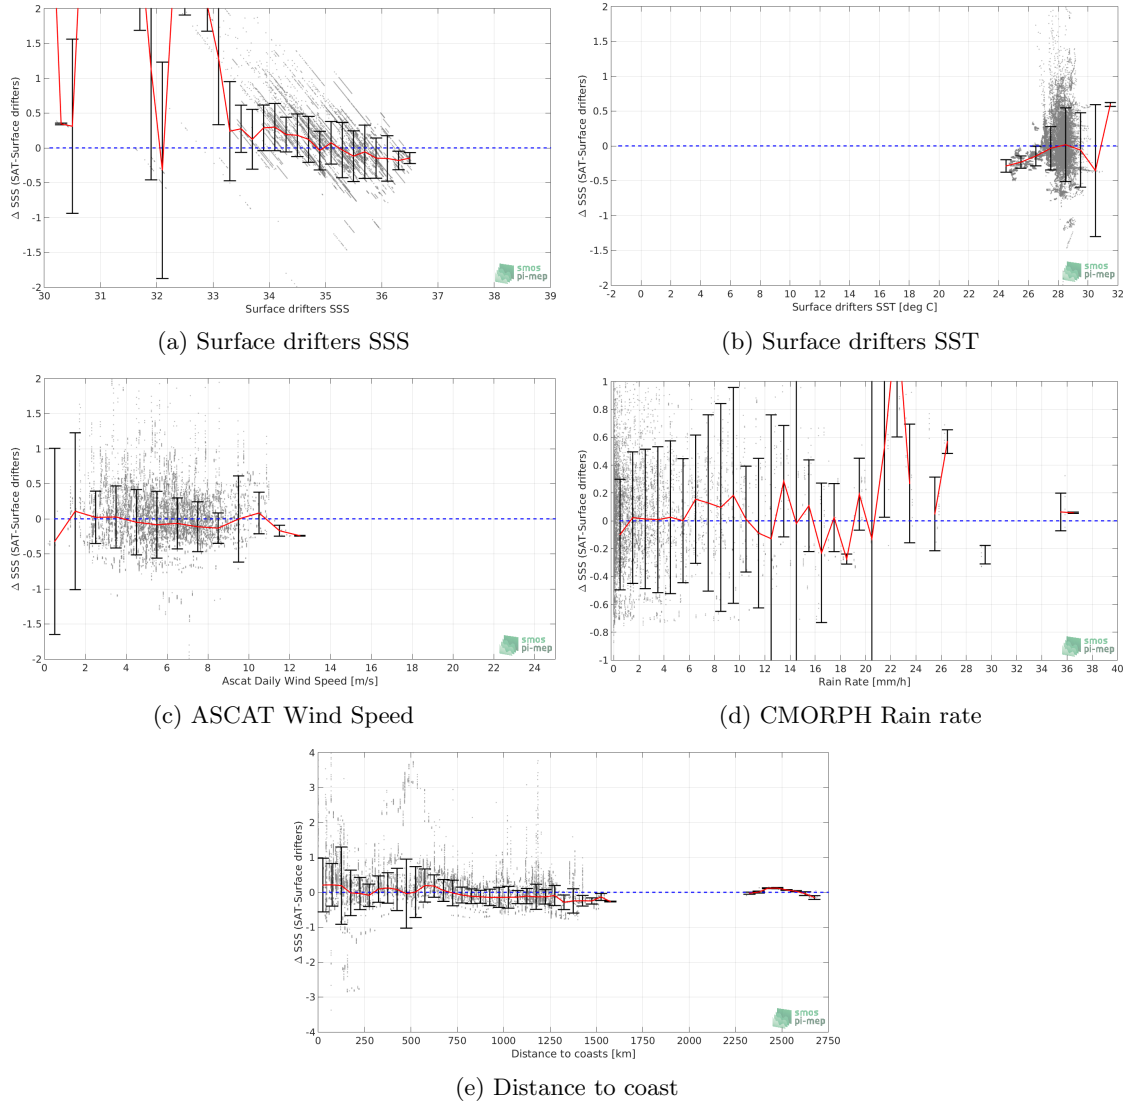 Δ SSS (SAT-Surface drifters)
2
1.5
1
0.5
0
-0.5
-1
-1.5
-2
30 31 32 33 34 35 36 37 38 39
Surface drifters SSS
smos
pi-mep
(a) Surface drifters SSS
Δ SSS (SAT-Surface drifters)
2
1.5
1
0.5
0
-0.5
-1
-1.5
-2
-2 0 2 4 6 8 10 12 14 16 18 20 22 24 26 28 30 32
Surface drifters SST [deg C]
smos
pi-mep
(b) Surface drifters SST
Δ SSS (SAT-Surface drifters)
2
1.5
1
0.5
0
-0.5
-1
-1.5
-2
0 2 4 6 8 10 12 14 16 18 20 22 24
Ascat Daily Wind Speed [m/s]
smos
pi-mep
(c) ASCAT Wind Speed
Δ SSS (SAT-Surface drifters)
1
0.8
0.6
0.4
0.2
0
-0.2
-0.4
-0.6
-0.8
-1
0 2 4 6 8 10 12 14 16 18 20 22 24 26 28 30 32 34 36 38 40
Rain Rate [mm/h]
smos
pi-mep
(d) CMORPH Rain rate
Δ SSS (SAT-Surface drifters)
4
3
2
1
0
-1
-2
-3
-4
0 250 500 750 1000 1250 1500 1750 2000 2250 2500 2750
Distance to coasts [km]
smos
pi-mep
(e) Distance to coast